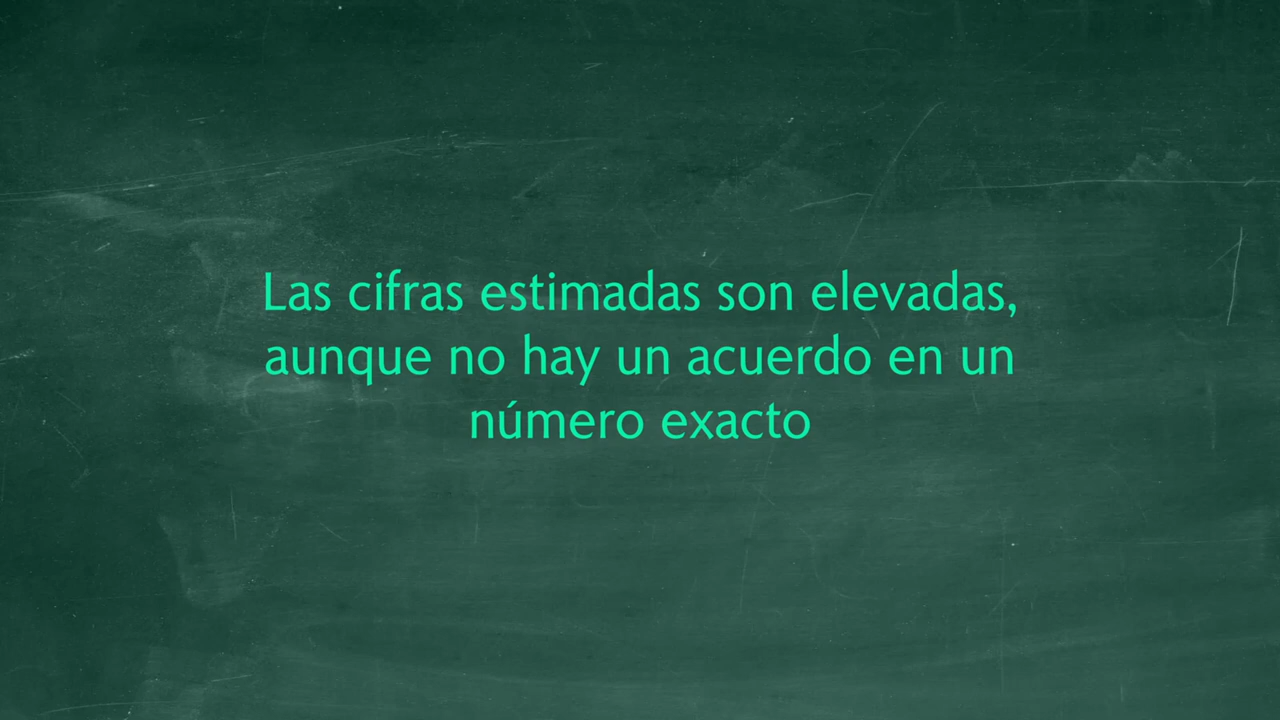 Las cifras estimadas son elevadas,
aunque no hay un acuerdo en un
número exacto